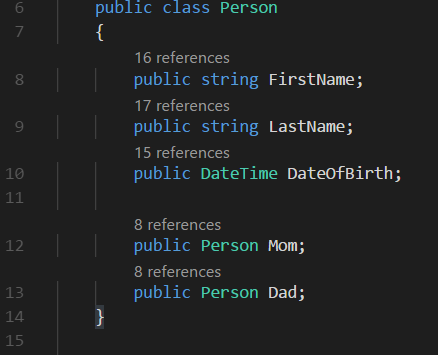 6 public class Person
7 {
16 references
8 public string FirstName;
17 references
9 public string LastName;
15 references
10 public DateTime DateOfBirth;
11
8 references
12 public Person Mom;
8 references
13 public Person Dad;
14 }
15